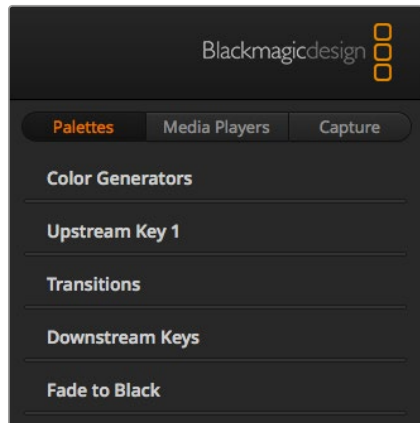 Blackmagicdesign
Palettes Media Players Capture
Color Generators
Upstream Key 1
Transitions
Downstream Keys
Fade to Black